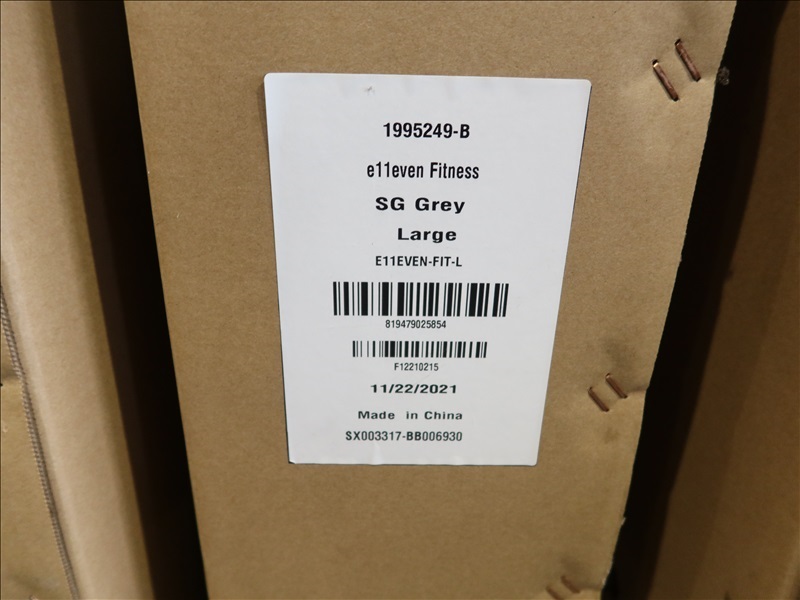 1995249-B
e11even Fitness
SG Grey
Large
E11EVEN-FIT-L
819479025854
F12210215
11/22/2021
Made in China
SX003317-BB006930